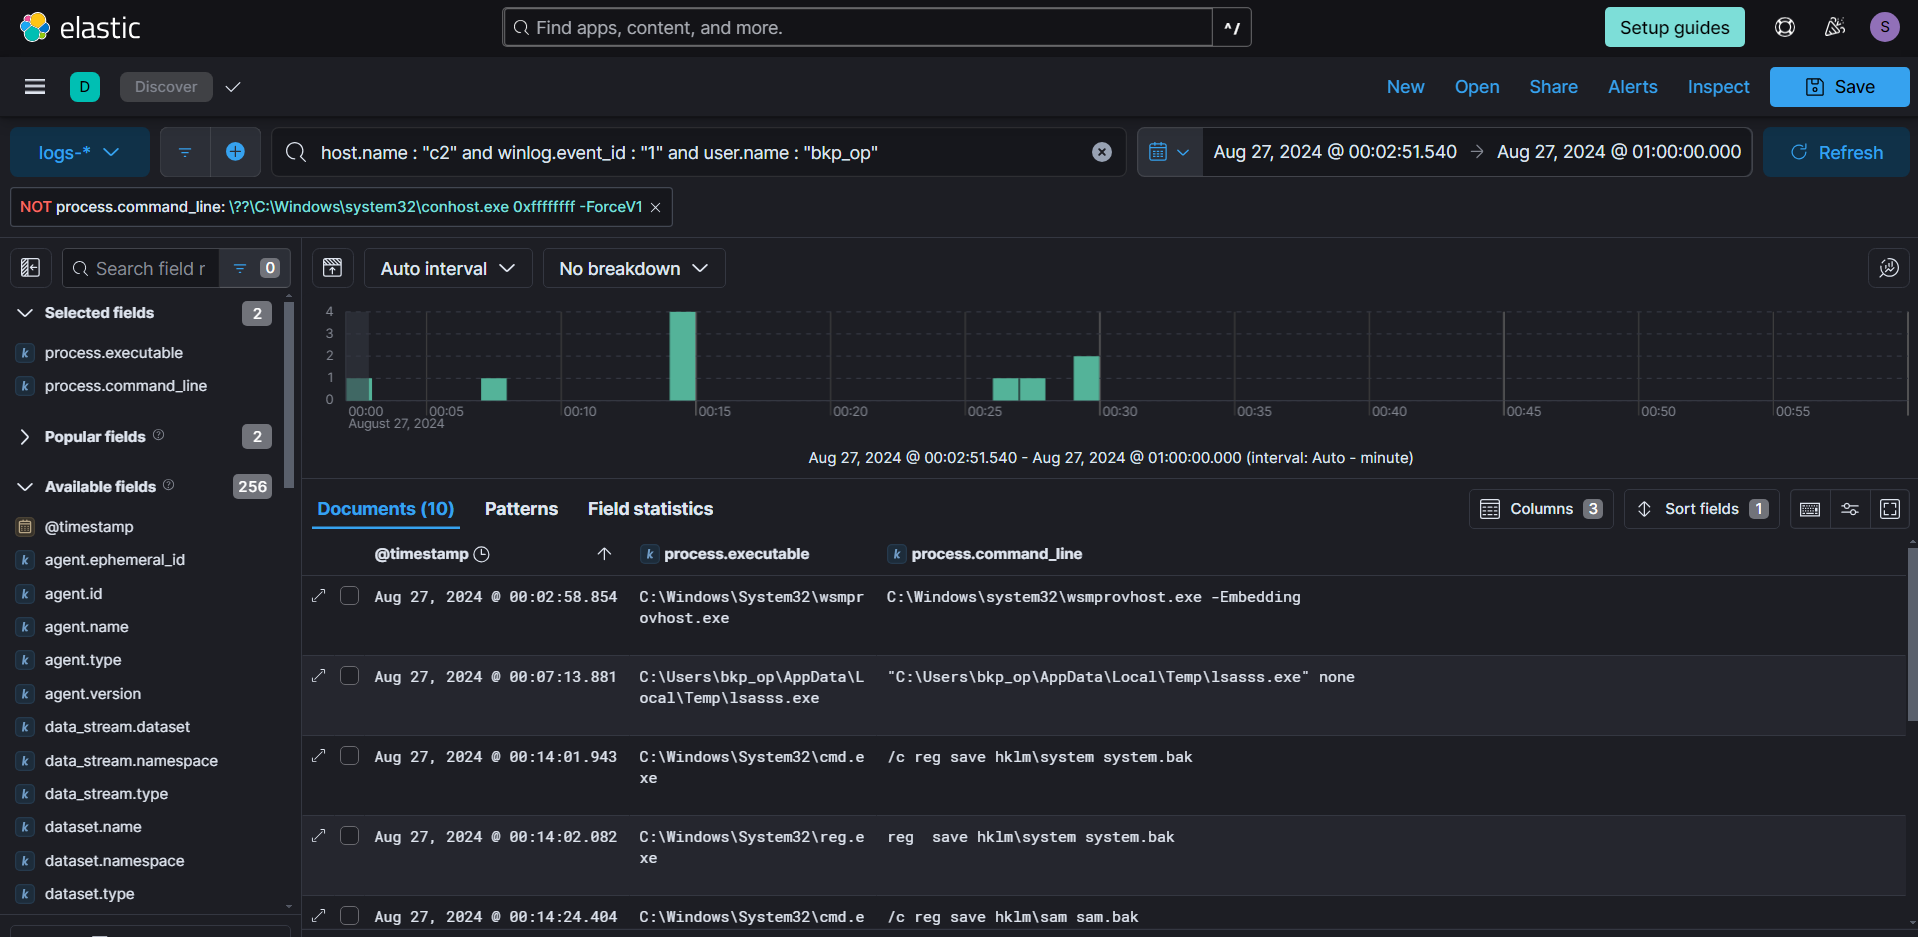 elastic
Find apps, content, and more.
^/
Setup guides
S
D
Discover
New
Open
Share
Alerts
Inspect
Save
logs-*
host.name : "c2" and winlog.event_id : "1" and user.name : "bkp_op"
Aug 27, 2024 @ 00:02:51.540 → Aug 27, 2024 @ 01:00:00.000
Refresh
NOT process.command_line: \??\C:\Windows\system32\conhost.exe 0xffffffff -ForceV1
Search field r
0
Selected fields 2
k process.executable
k process.command_line
Popular fields 2
Available fields 256
@timestamp
k agent.ephemeral_id
k agent.id
k agent.name
k agent.type
k agent.version
k data_stream.dataset
k data_stream.namespace
k data_stream.type
k dataset.name
k dataset.namespace
k dataset.type
Auto interval
No breakdown
4
3
2
1
0
00:00 00:05 00:10 00:15 00:20 00:25 00:30 00:35 00:40 00:45 00:50 00:55
August 27, 2024
Aug 27, 2024 @ 00:02:51.540 - Aug 27, 2024 @ 01:00:00.000 (interval: Auto - minute)
Documents (10) Patterns Field statistics
Columns 3
Sort fields 1
@timestamp k process.executable k process.command_line
Aug 27, 2024 @ 00:02:58.854 C:\Windows\System32\wsmpr C:\Windows\system32\wsmprovhost.exe -Embedding
ovhost.exe
Aug 27, 2024 @ 00:07:13.881 C:\Users\bkp_op\AppData\L "C:\Users\bkp_op\AppData\Local\Temp\lsasss.exe" none
ocal\Temp\lsasss.exe
Aug 27, 2024 @ 00:14:01.943 C:\Windows\System32\cmd.e /c reg save hklm\system system.bak
xe
Aug 27, 2024 @ 00:14:02.082 C:\Windows\System32\reg.e reg  save hklm\system system.bak
xe
Aug 27, 2024 @ 00:14:24.404 C:\Windows\System32\cmd.e /c reg save hklm\sam sam.bak